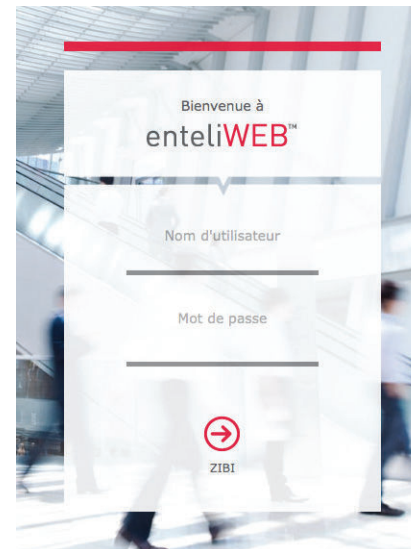 Bienvenue à
enteliWEB™
Nom d'utilisateur
Mot de passe
ZIBI